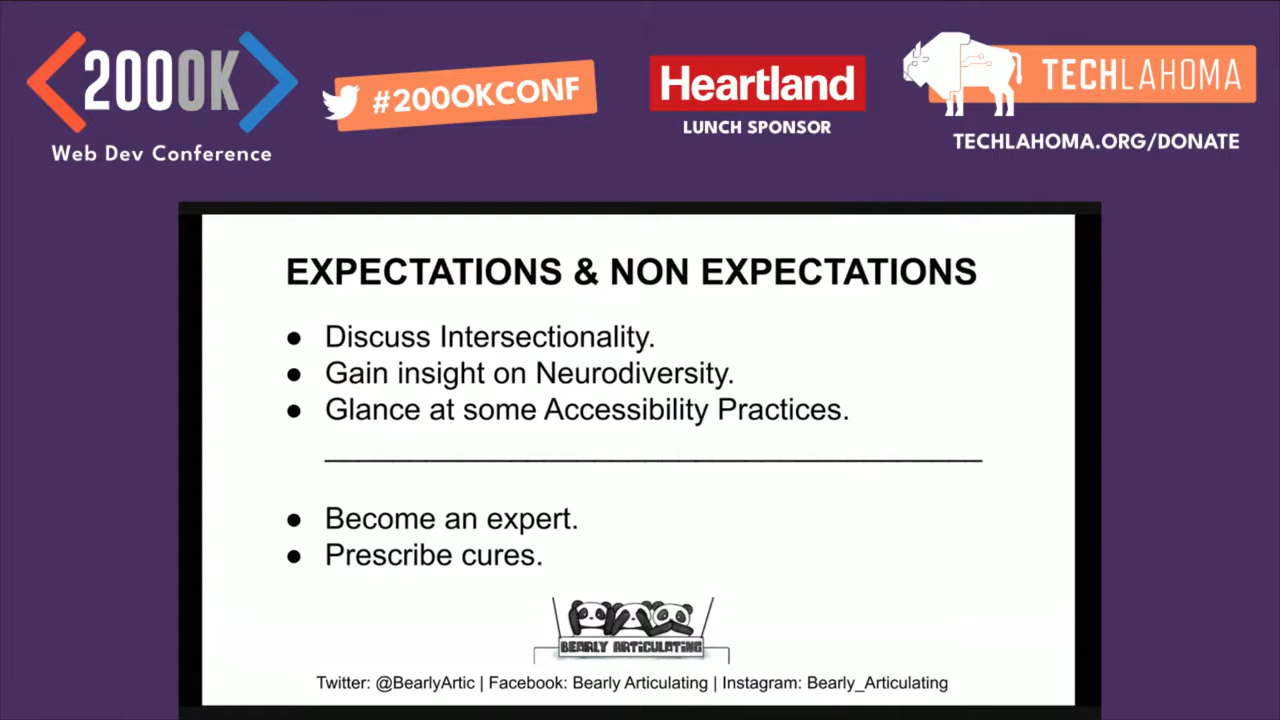 200OK
Web Dev Conference
#200OKCONF
Heartland
LUNCH SPONSOR
TECHLAHOMA
TECHLAHOMA.ORG/DONATE
EXPECTATIONS & NON EXPECTATIONS
● Discuss Intersectionality.
● Gain insight on Neurodiversity.
● Glance at some Accessibility Practices.
● Become an expert.
● Prescribe cures.
BEARLY ARTiCULATiNG
Twitter: @BearlyArtic | Facebook: Bearly Articulating | Instagram: Bearly_Articulating